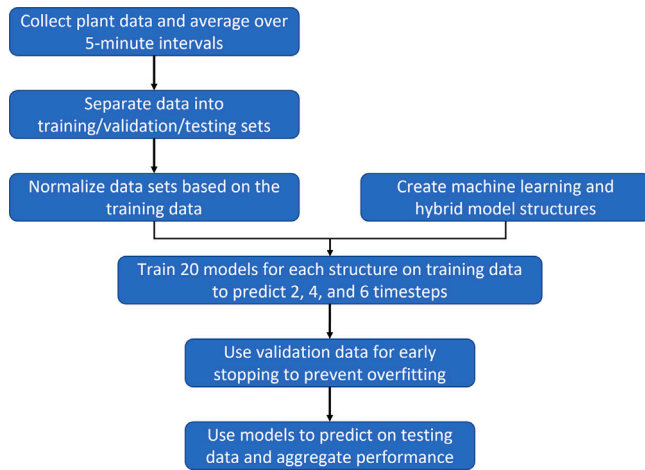 Collect plant data and average over
5-minute intervals
Separate data into
training/validation/testing sets
Normalize data sets based on the
training data
Create machine learning and
hybrid model structures
Train 20 models for each structure on training data
to predict 2, 4, and 6 timesteps
Use validation data for early
stopping to prevent overfitting
Use models to predict on testing
data and aggregate performance